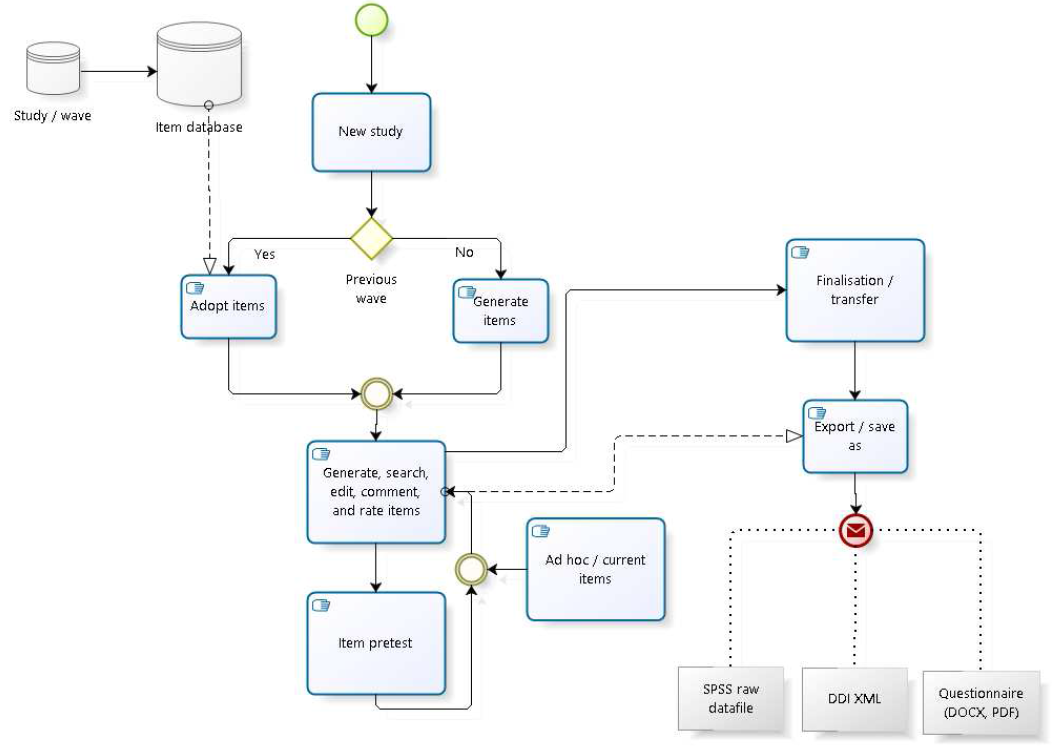 Study / wave
Item database
New study
Yes
No
Previous
wave
Adopt items
Generate
items
Finalisation /
transfer
Export / save
as
Generate, search,
edit, comment,
and rate items
Ad hoc / current
items
Item pretest
SPSS raw
datafile
DDI XML
Questionnaire
(DOCX, PDF)